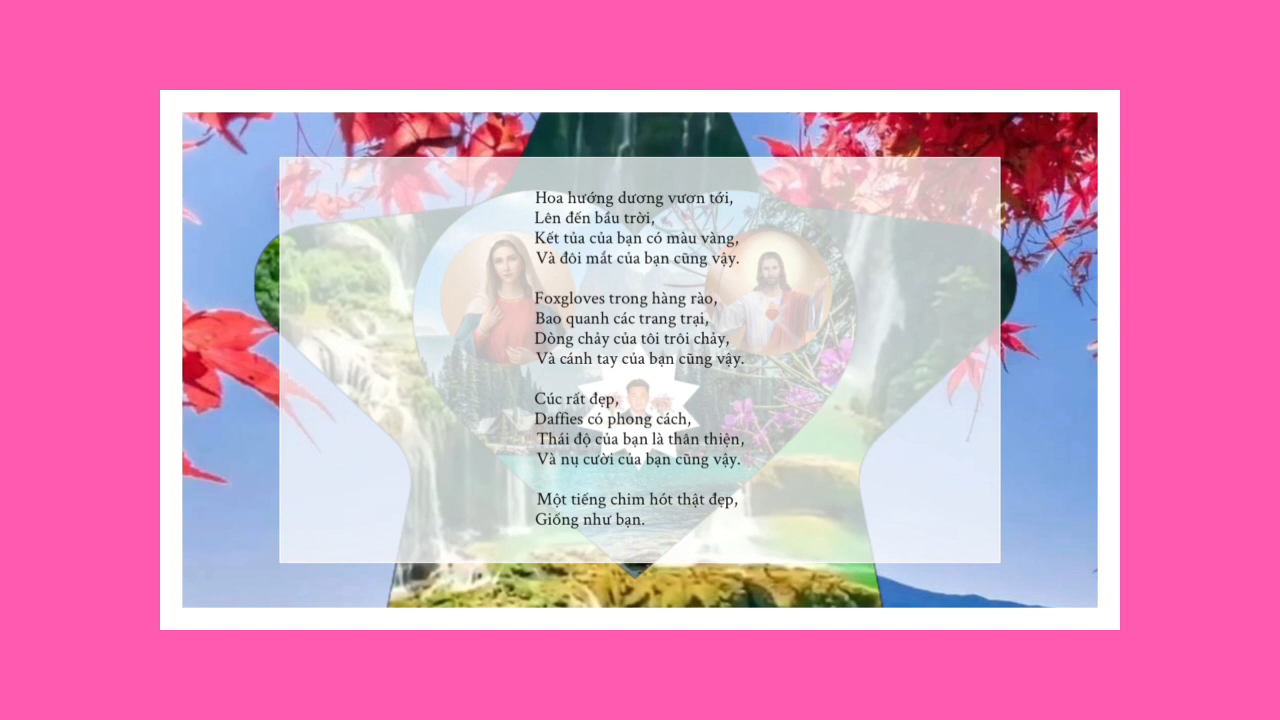 Hoa hướng dương vươn tới,
Lên đến bầu trời,
Kết tủa của bạn có màu vàng,
Và đôi mắt của bạn cũng vậy.
Foxgloves trong hàng rào,
Bao quanh các trang trại,
Dòng chảy của tôi trôi chảy,
Và cánh tay của bạn cũng vậy.
Cúc rất đẹp,
Daffies có phong cách,
Thái độ của bạn là thân thiện,
Và nụ cười của bạn cũng vậy.
Một tiếng chim hót thật đẹp,
Giống như bạn.